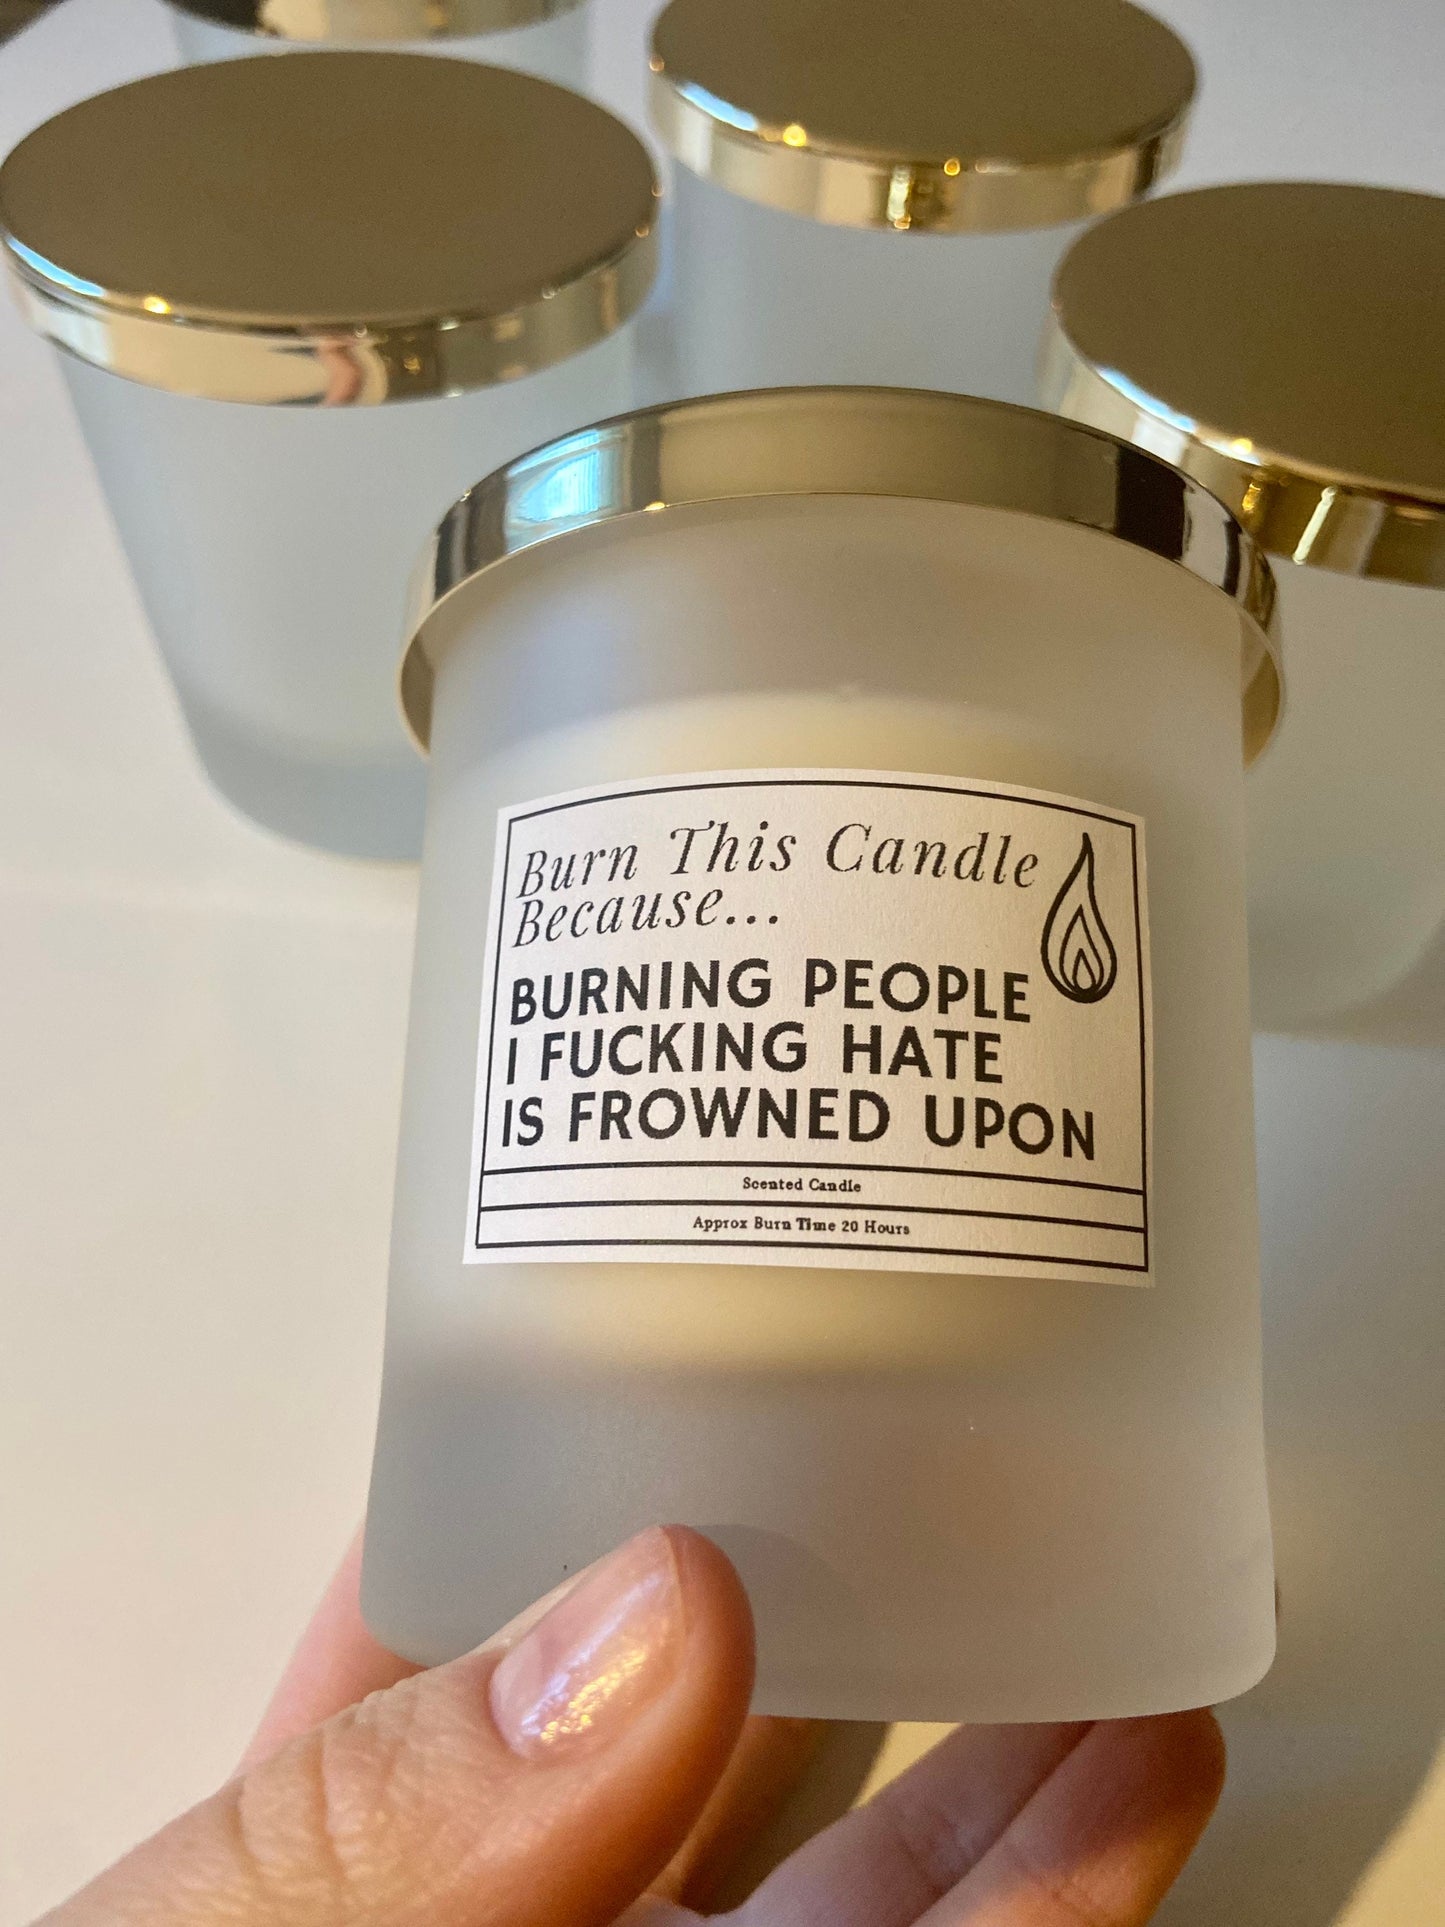 Burn This Candle
Because...
BURNING PEOPLE
I FUCKING HATE
IS FROWNED UPON
Scented Candle
Approx Burn Time 20 Hours